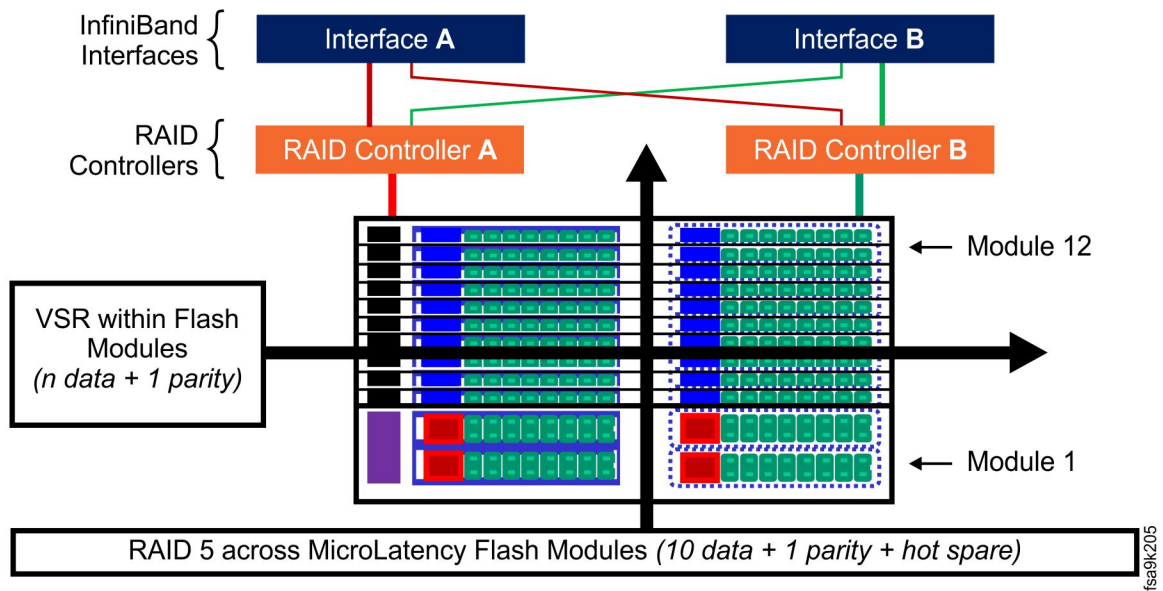 InfiniBand
Interfaces
Interface A
Interface B
RAID
Controllers
RAID Controller A
RAID Controller B
Module 12
VSR within Flash
Modules
(n data + 1 parity)
Module 1
RAID 5 across MicroLatency Flash Modules (10 data + 1 parity + hot spare)
fsa9k205